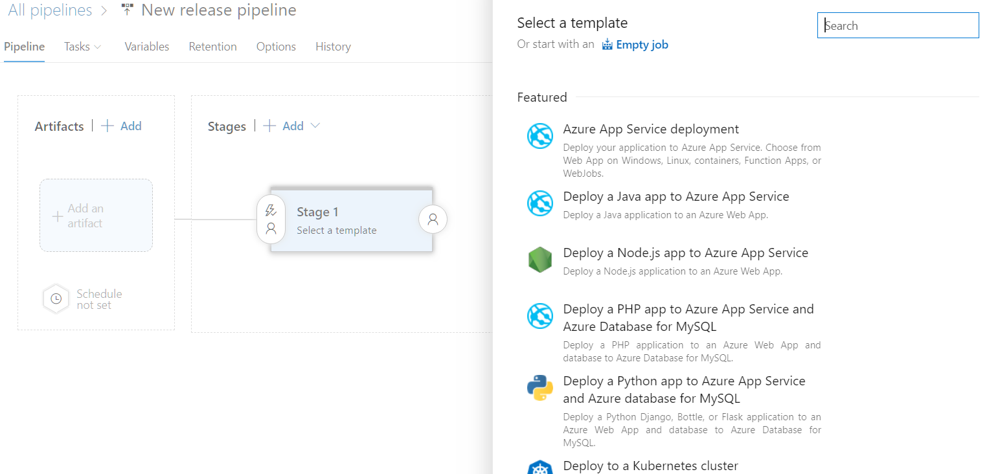 All pipelines > New release pipeline
Pipeline Tasks Variables Retention Options History
Artifacts | + Add
Stages | + Add
+ Add an
artifact
Schedule
not set
Stage 1
Select a template
Select a template
Search
Or start with an Empty job
Featured
Azure App Service deployment
Deploy your application to Azure App Service. Choose from
Web App on Windows, Linux, containers, Function Apps, or
WebJobs.
Deploy a Java app to Azure App Service
Deploy a Java application to an Azure Web App.
Deploy a Node.js app to Azure App Service
Deploy a Node.js application to an Azure Web App.
Deploy a PHP app to Azure App Service and
Azure Database for MySQL
Deploy a PHP application to an Azure Web App and
database to Azure Database for MySQL.
Deploy a Python app to Azure App Service
and Azure database for MySQL
Deploy a Python Django, Bottle, or Flask application to an
Azure Web App and database to Azure Database for
MySQL.
Deploy to a Kubernetes cluster